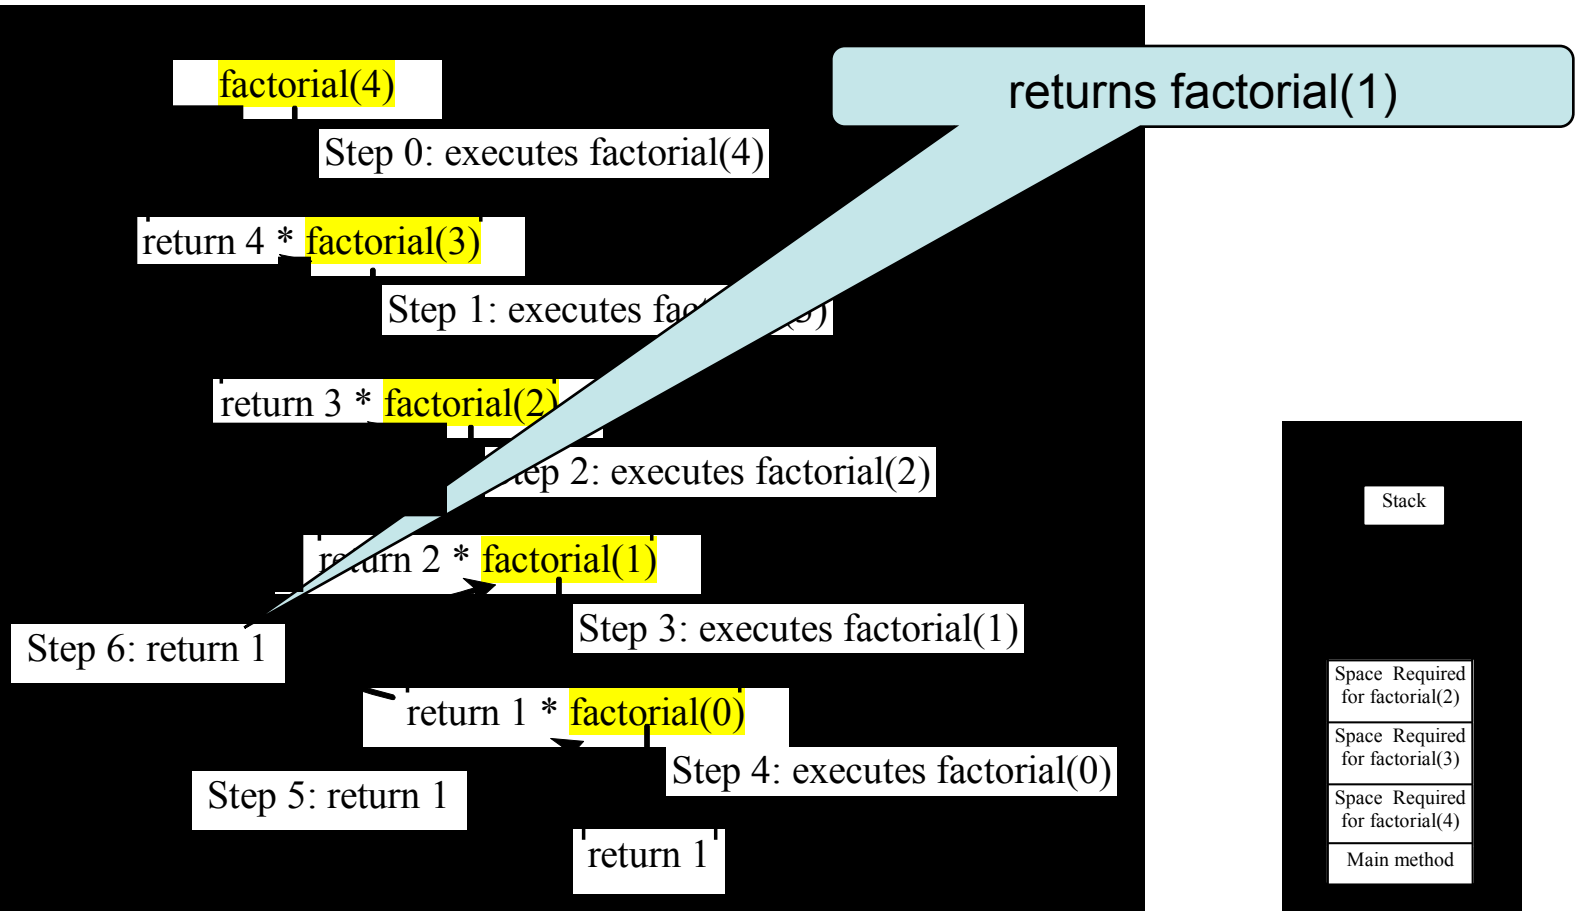 returns factorial(1)
factorial(4)
Step 0: executes factorial(4)
return 4 * factorial(3)
Step 1: executes
return 3 * factorial(2)
2: executes factorial(2)
return 2 * factorial(1)
Step 3: executes factorial(1)
Step 6: return 1
return 1 * factorial(0)
Step 4: executes factorial(0)
Step 5: return 1
return 1
Stack
Space Required
for factorial(2)
Space Required
for factorial(3)
Space Required
for factorial(4)
Main method